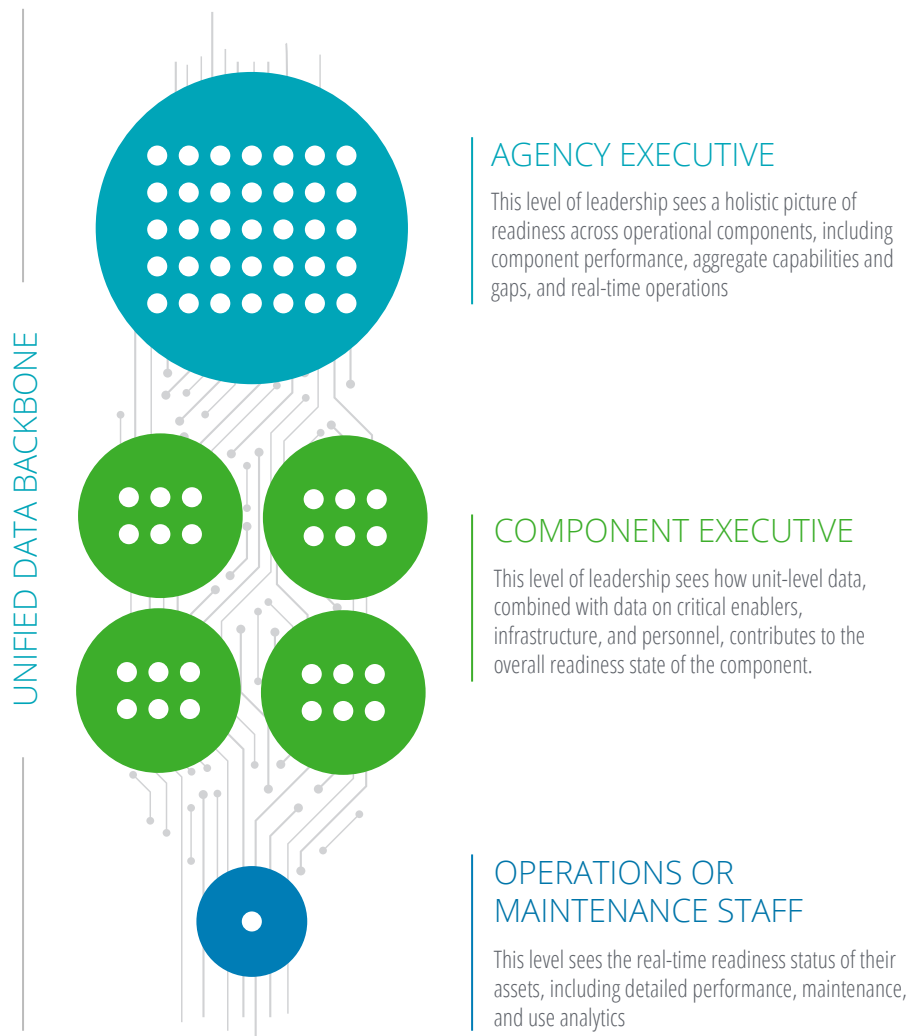 UNIFIED DATA BACKBONE
AGENCY EXECUTIVE
This level of leadership sees a holistic picture of
readiness across operational components, including
component performance, aggregate capabilities and
gaps, and real-time operations
COMPONENT EXECUTIVE
This level of leadership sees how unit-level data,
combined with data on critical enablers,
infrastructure, and personnel, contributes to the
overall readiness state of the component.
OPERATIONS OR
MAINTENANCE STAFF
This level sees the real-time readiness status of their
assets, including detailed performance, maintenance,
and use analytics